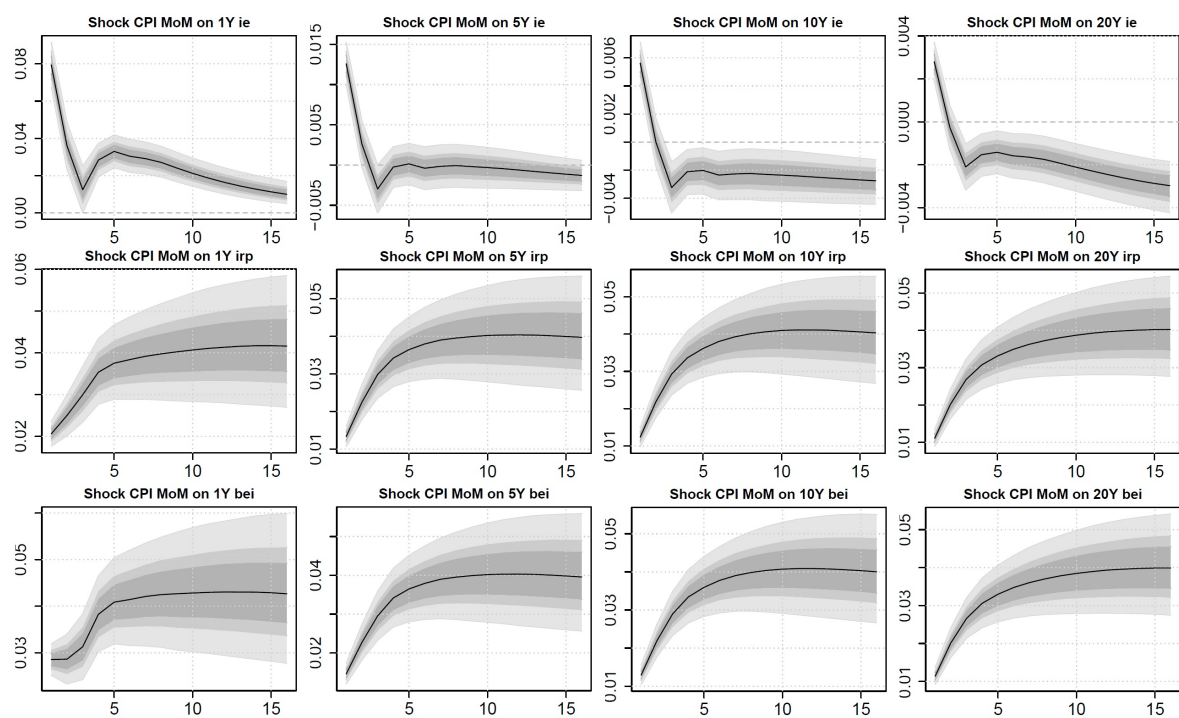 Shock CPI MoM on 1Y ie
0.08
0.04
0.00
5 10 15
Shock CPI MoM on 5Y ie
0.015
0.005
−0.005
5 10 15
Shock CPI MoM on 10Y ie
0.006
0.002
−0.004
5 10 15
Shock CPI MoM on 20Y ie
0.004
0.000
−0.004
5 10 15
Shock CPI MoM on 1Y irp
0.06
0.04
0.02
5 10 15
Shock CPI MoM on 5Y irp
0.05
0.03
0.01
5 10 15
Shock CPI MoM on 10Y irp
0.05
0.03
0.01
5 10 15
Shock CPI MoM on 20Y irp
0.05
0.03
0.01
5 10 15
Shock CPI MoM on 1Y bei
0.05
0.03
5 10 15
Shock CPI MoM on 5Y bei
0.04
0.02
5 10 15
Shock CPI MoM on 10Y bei
0.05
0.03
0.01
5 10 15
Shock CPI MoM on 20Y bei
0.05
0.03
0.01
5 10 15